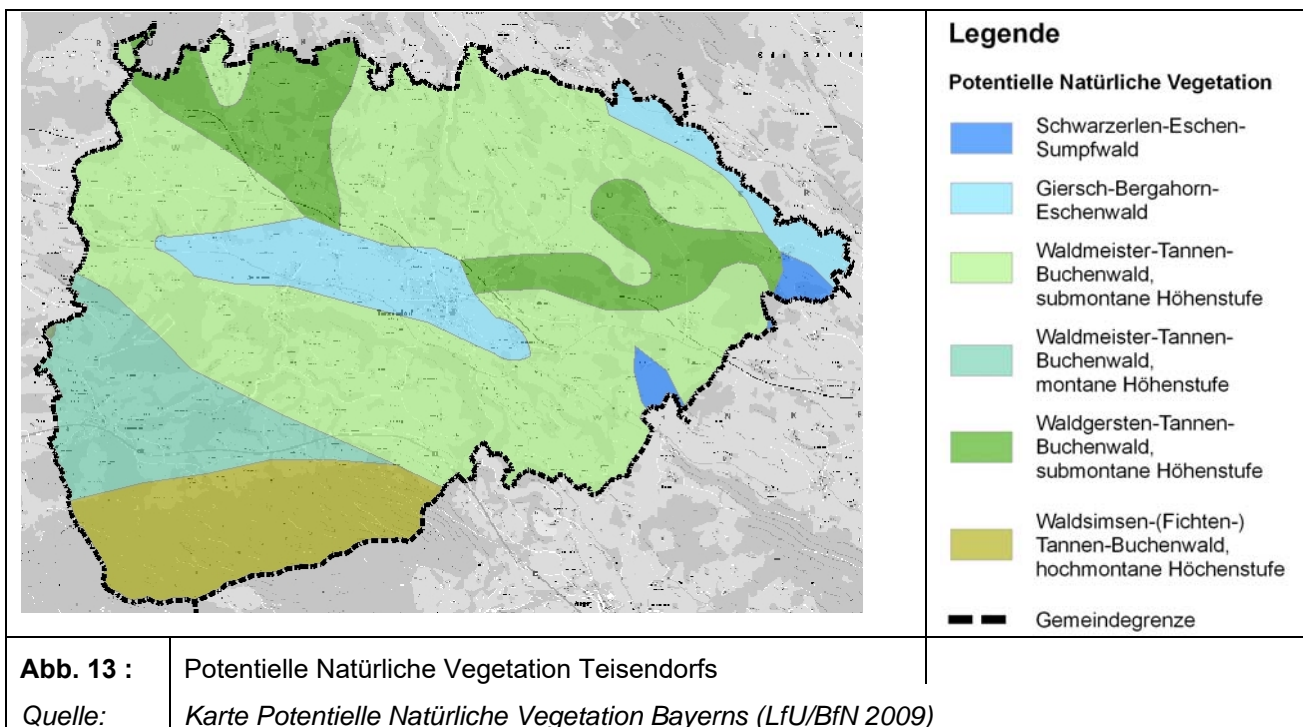 Legende
Potentielle Natürliche Vegetation
Schwarzerlen-Eschen-
Sumpfwald
Giersch-Bergahorn-
Eschenwald
Waldmeister-Tannen-
Buchenwald,
submontane Höhenstufe
Waldmeister-Tannen-
Buchenwald,
montane Höhenstufe
Waldgersten-Tannen-
Buchenwald,
submontane Höhenstufe
Waldsimsen-(Fichten-)
Tannen-Buchenwald,
hochmontane Höchenstufe
Gemeindegrenze
Abb. 13 : Potentielle Natürliche Vegetation Teisendorfs
Quelle: Karte Potentielle Natürliche Vegetation Bayerns (LfU/BfN 2009)